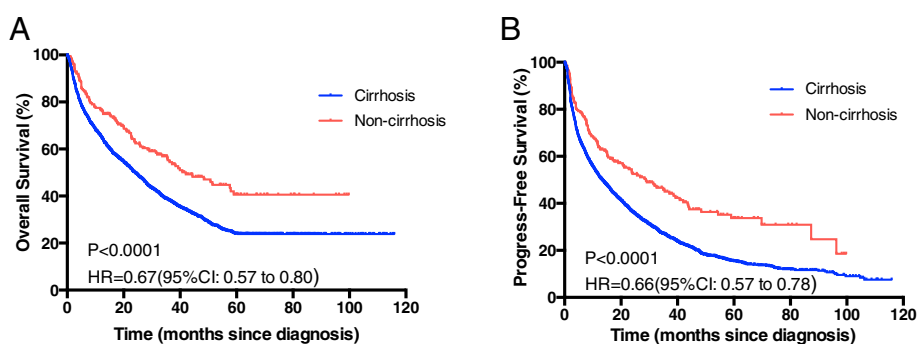 A
Overall Survival (%)
100
80
60
40
20
0
Cirrhosis
Non-cirrhosis
P<0.0001
HR=0.67(95%CI: 0.57 to 0.80)
0 20 40 60 80 100 120
Time (months since diagnosis)
B
Progress-Free Survival (%)
100
80
60
40
20
0
Cirrhosis
Non-cirrhosis
P<0.0001
HR=0.66(95%CI: 0.57 to 0.78)
0 20 40 60 80 100 120
Time (months since diagnosis)